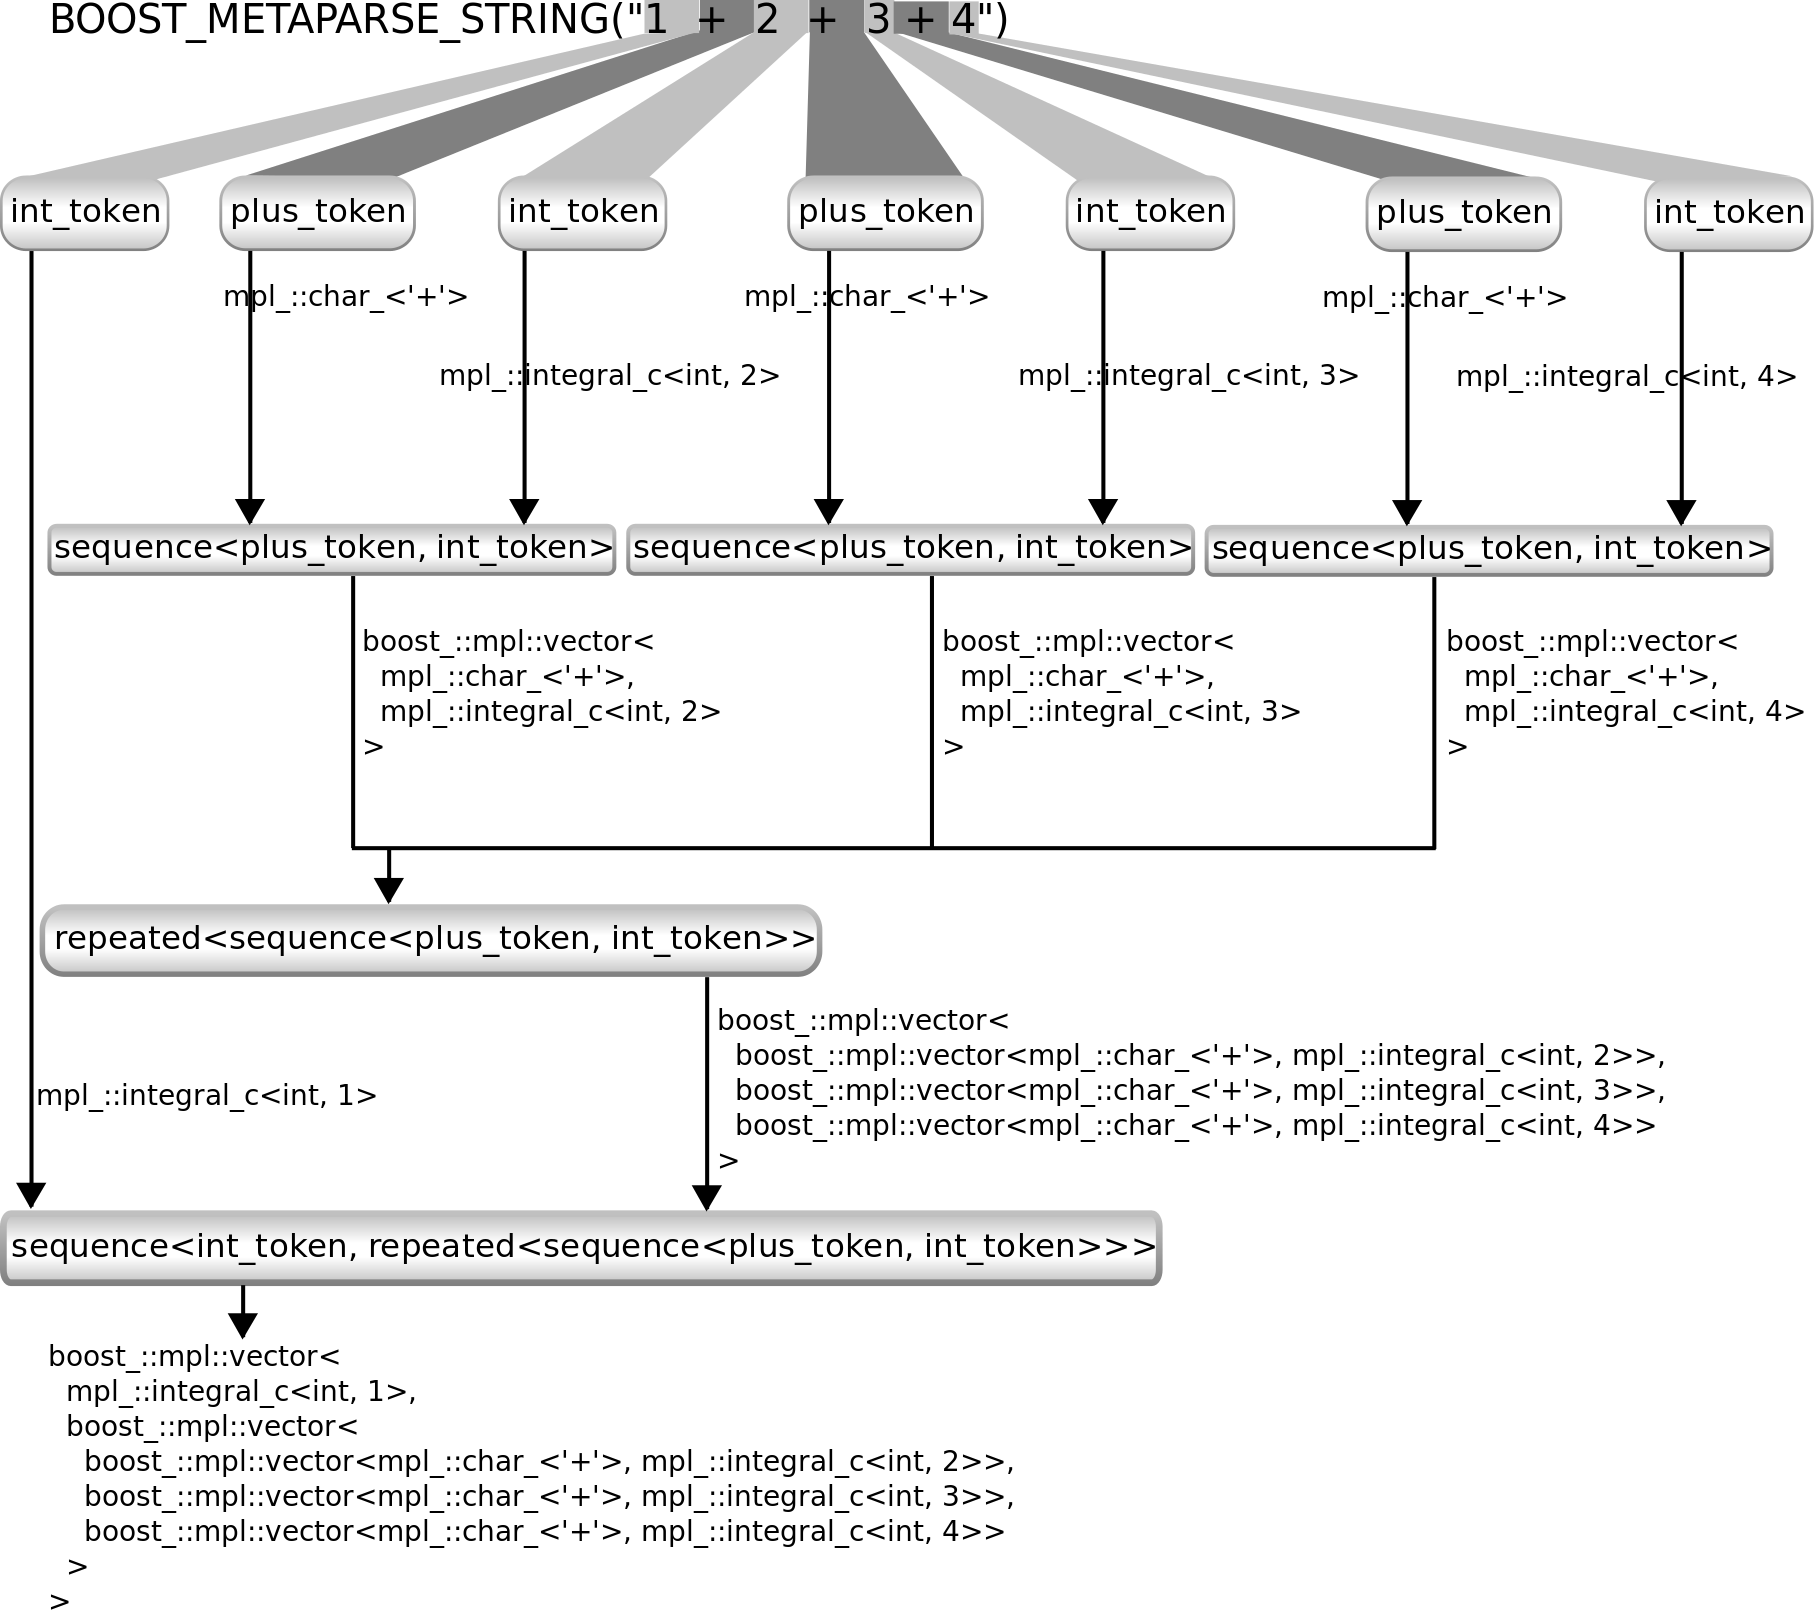 BOOST_METAPARSE_STRING("1 + 2 + 3 + 4")
int_token plus_token int_token plus_token int_token plus_token int_token
mpl_::char_<'+'> mpl_::char_<'+'> mpl_::char_<'+'>
mpl_::integral_c<int, 2> mpl_::integral_c<int, 3> mpl_::integral_c<int, 4>
sequence<plus_token, int_token> sequence<plus_token, int_token> sequence<plus_token, int_token>
boost_::mpl::vector<
  mpl_::char_<'+'>,
  mpl_::integral_c<int, 2>
>
boost_::mpl::vector<
  mpl_::char_<'+'>,
  mpl_::integral_c<int, 3>
>
boost_::mpl::vector<
  mpl_::char_<'+'>,
  mpl_::integral_c<int, 4>
>
repeated<sequence<plus_token, int_token>>
boost_::mpl::vector<
  boost_::mpl::vector<mpl_::char_<'+'>, mpl_::integral_c<int, 2>>,
  boost_::mpl::vector<mpl_::char_<'+'>, mpl_::integral_c<int, 3>>,
  boost_::mpl::vector<mpl_::char_<'+'>, mpl_::integral_c<int, 4>>
>
mpl_::integral_c<int, 1>
sequence<int_token, repeated<sequence<plus_token, int_token>>>
boost_::mpl::vector<
  mpl_::integral_c<int, 1>,
  boost_::mpl::vector<
    boost_::mpl::vector<mpl_::char_<'+'>, mpl_::integral_c<int, 2>>,
    boost_::mpl::vector<mpl_::char_<'+'>, mpl_::integral_c<int, 3>>,
    boost_::mpl::vector<mpl_::char_<'+'>, mpl_::integral_c<int, 4>>
  >
>